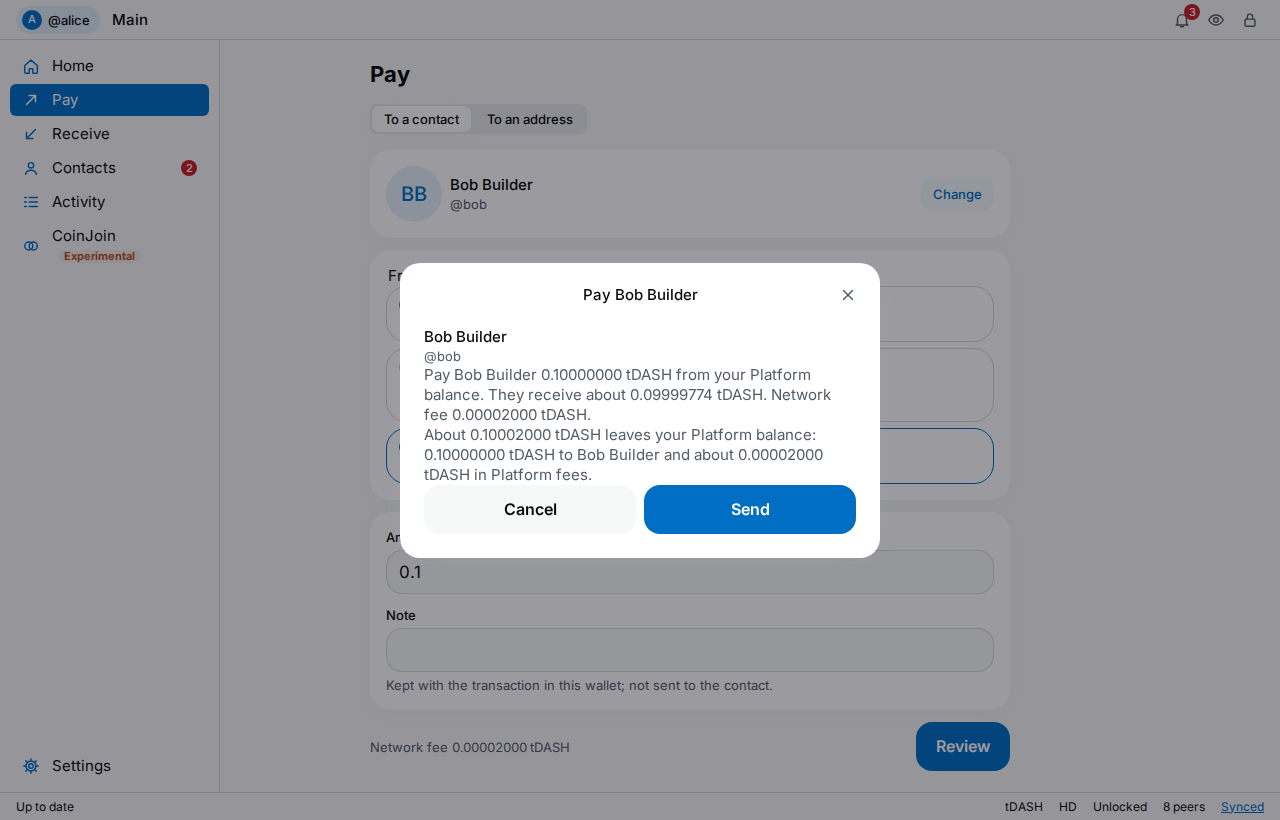 A @alice Main 3
Home
Pay
Receive
Contacts 2
Activity
CoinJoin
Experimental
Settings
Pay
To a contact To an address
BB Bob Builder
@bob
Change
Pay Bob Builder
Bob Builder
@bob
Pay Bob Builder 0.10000000 tDASH from your Platform
balance. They receive about 0.09999774 tDASH. Network
fee 0.00002000 tDASH.
About 0.10002000 tDASH leaves your Platform balance:
0.10000000 tDASH to Bob Builder and about 0.00002000
tDASH in Platform fees.
Cancel Send
0.1
Note
Kept with the transaction in this wallet; not sent to the contact.
Network fee 0.00002000 tDASH Review
Up to date tDASH HD Unlocked 8 peers Synced